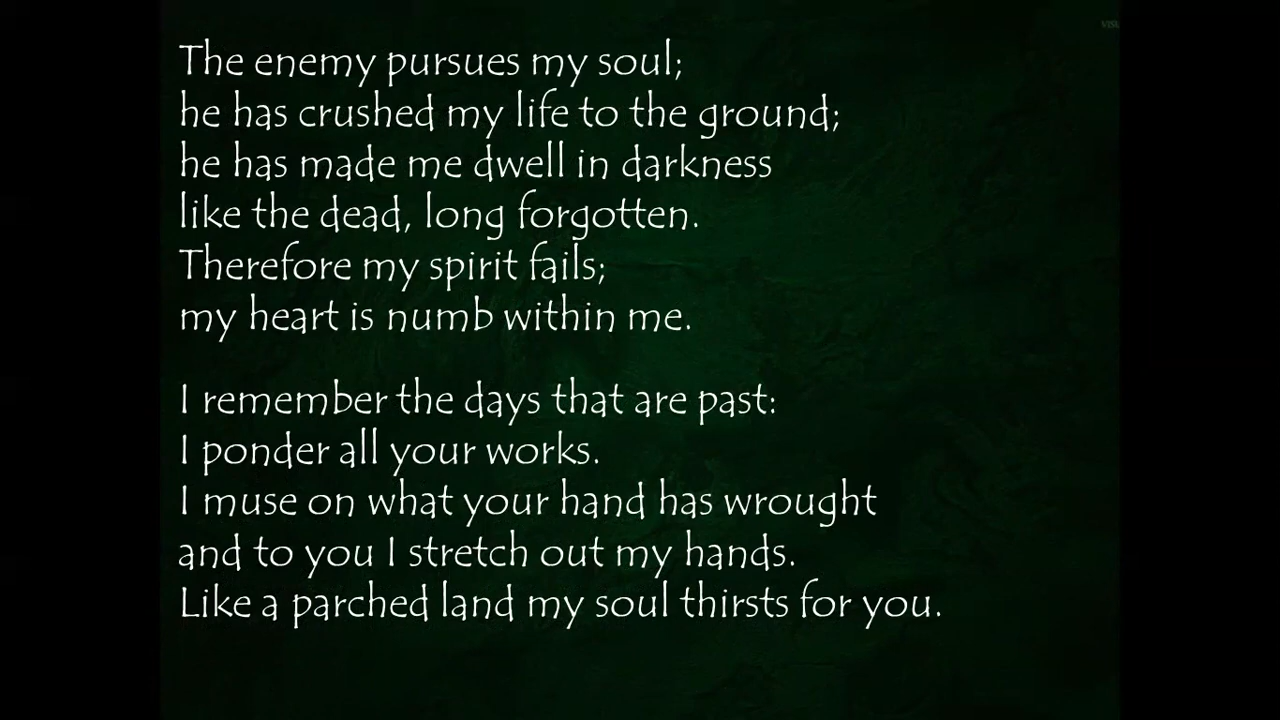 The enemy pursues my soul;
he has crushed my life to the ground;
he has made me dwell in darkness
like the dead, long forgotten.
Therefore my spirit fails;
my heart is numb within me.
I remember the days that are past:
I ponder all your works.
I muse on what your hand has wrought
and to you I stretch out my hands.
Like a parched land my soul thirsts for you.